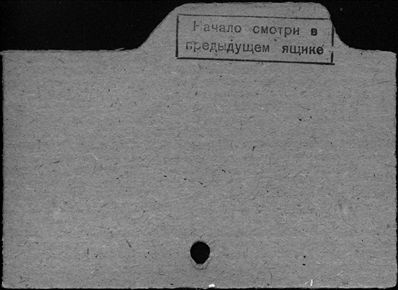 Начало смотри в
предыдущем ящике